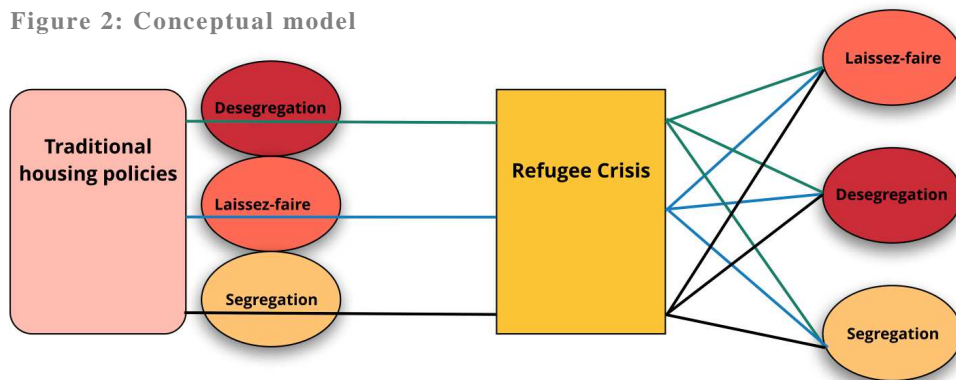 Figure 2: Conceptual model
Traditional
housing policies
Desegregation
Laissez-faire
Segregation
Refugee Crisis
Laissez-faire
Desegregation
Segregation